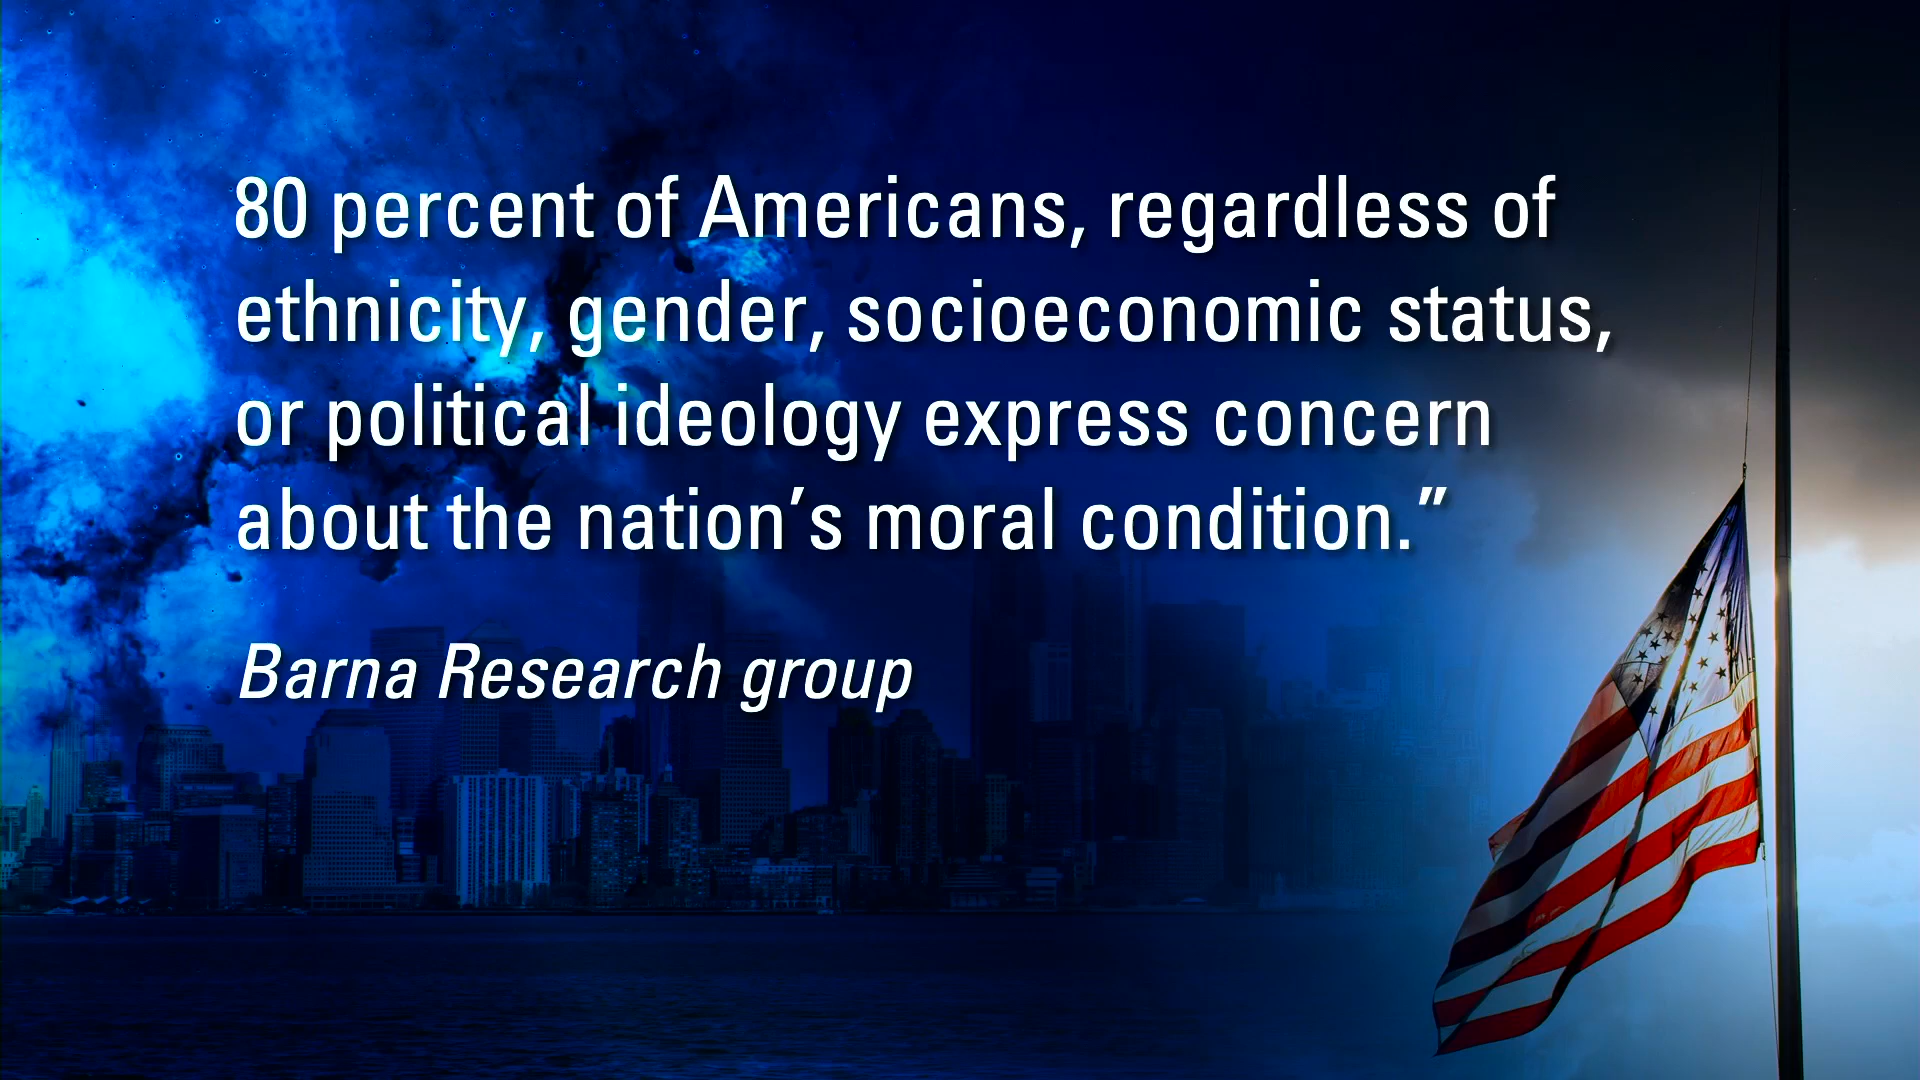 80 percent of Americans, regardless of
ethnicity, gender, socioeconomic status,
or political ideology express concern
about the nation’s moral condition.”
Barna Research group